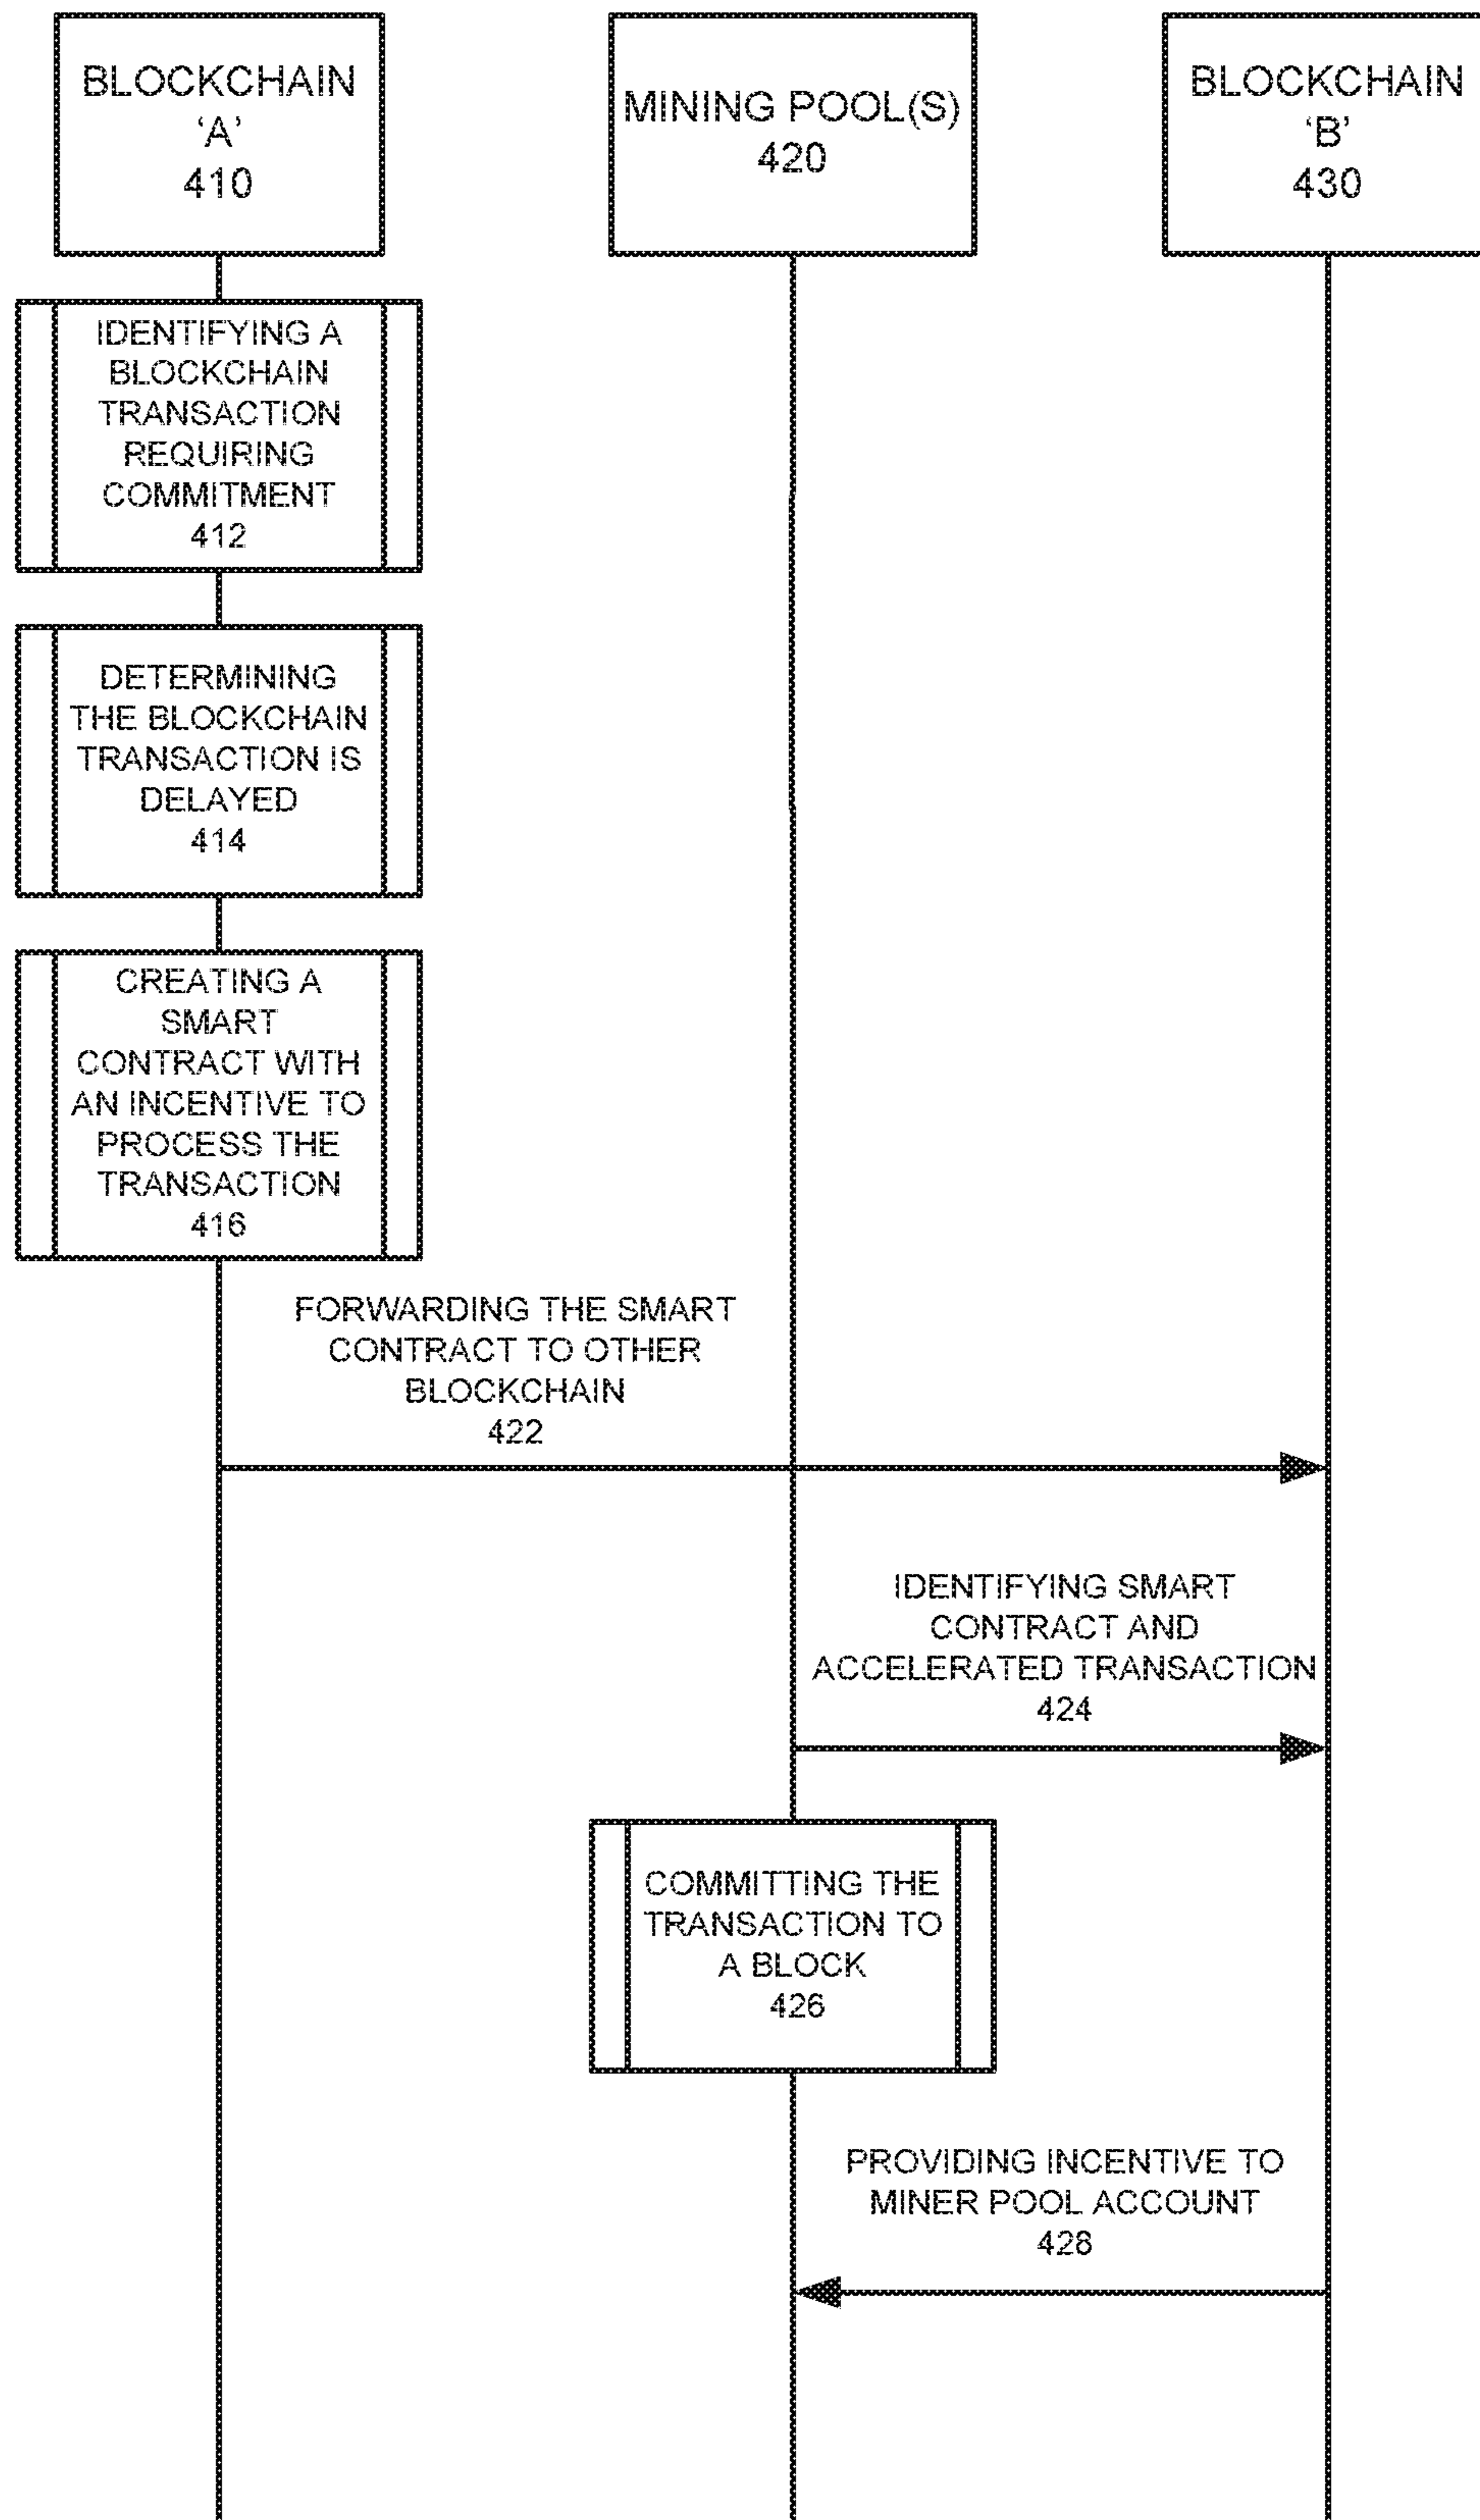 BLOCKCHAIN
‘A’
410
MINING POOL(S)
420
BLOCKCHAIN
‘B’
430
IDENTIFYING A
BLOCKCHAIN
TRANSACTION
REQUIRING
COMMITMENT
412
DETERMINING
THE BLOCKCHAIN
TRANSACTION IS
DELAYED
414
CREATING A
SMART
CONTRACT WITH
AN INCENTIVE TO
PROCESS THE
TRANSACTION
416
FORWARDING THE SMART
CONTRACT TO OTHER
BLOCKCHAIN
422
IDENTIFYING SMART
CONTRACT AND
ACCELERATED TRANSACTION
424
COMMITTING THE
TRANSACTION TO
A BLOCK
426
PROVIDING INCENTIVE TO
MINER POOL ACCOUNT
428